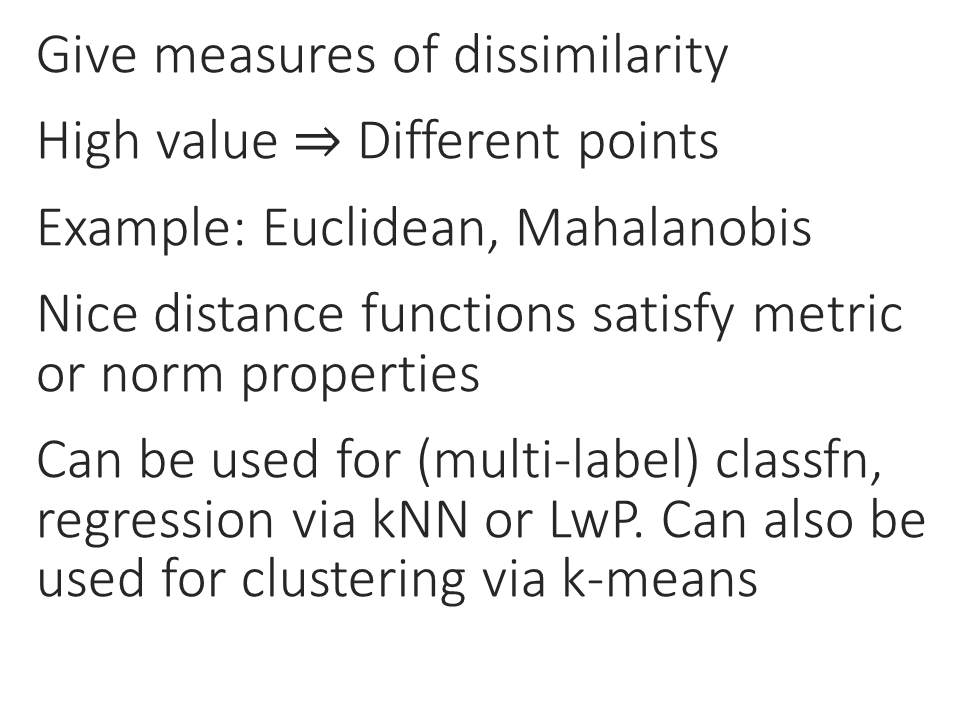 Give measures of dissimilarity
High value ⇒ Different points
Example: Euclidean, Mahalanobis
Nice distance functions satisfy metric
or norm properties
Can be used for (multi-label) classfn,
regression via kNN or LwP. Can also be
used for clustering via k-means